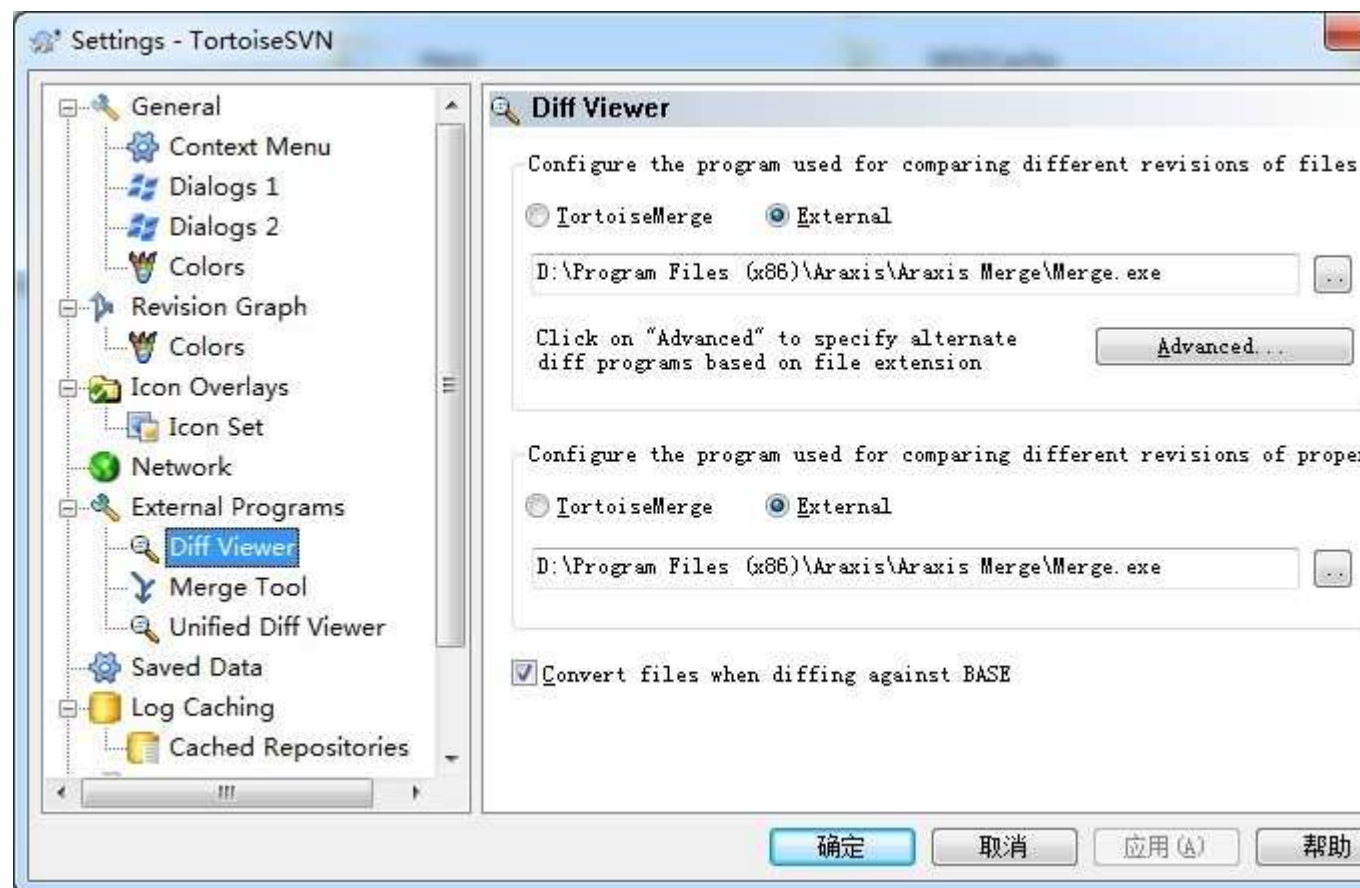 Settings - TortoiseSVN
General
Context Menu
Dialogs 1
Dialogs 2
Colors
Revision Graph
Colors
Icon Overlays
Icon Set
Network
External Programs
Diff Viewer
Merge Tool
Unified Diff Viewer
Saved Data
Log Caching
Cached Repositories
Diff Viewer
Configure the program used for comparing different revisions of files
TortoiseMerge External
D:\Program Files (x86)\Araxis\Araxis Merge\Merge.exe ..
Click on "Advanced" to specify alternate
diff programs based on file extension
Advanced...
Configure the program used for comparing different revisions of proper
TortoiseMerge External
D:\Program Files (x86)\Araxis\Araxis Merge\Merge.exe ..
Convert files when diffing against BASE
确定 取消 应用(A) 帮助